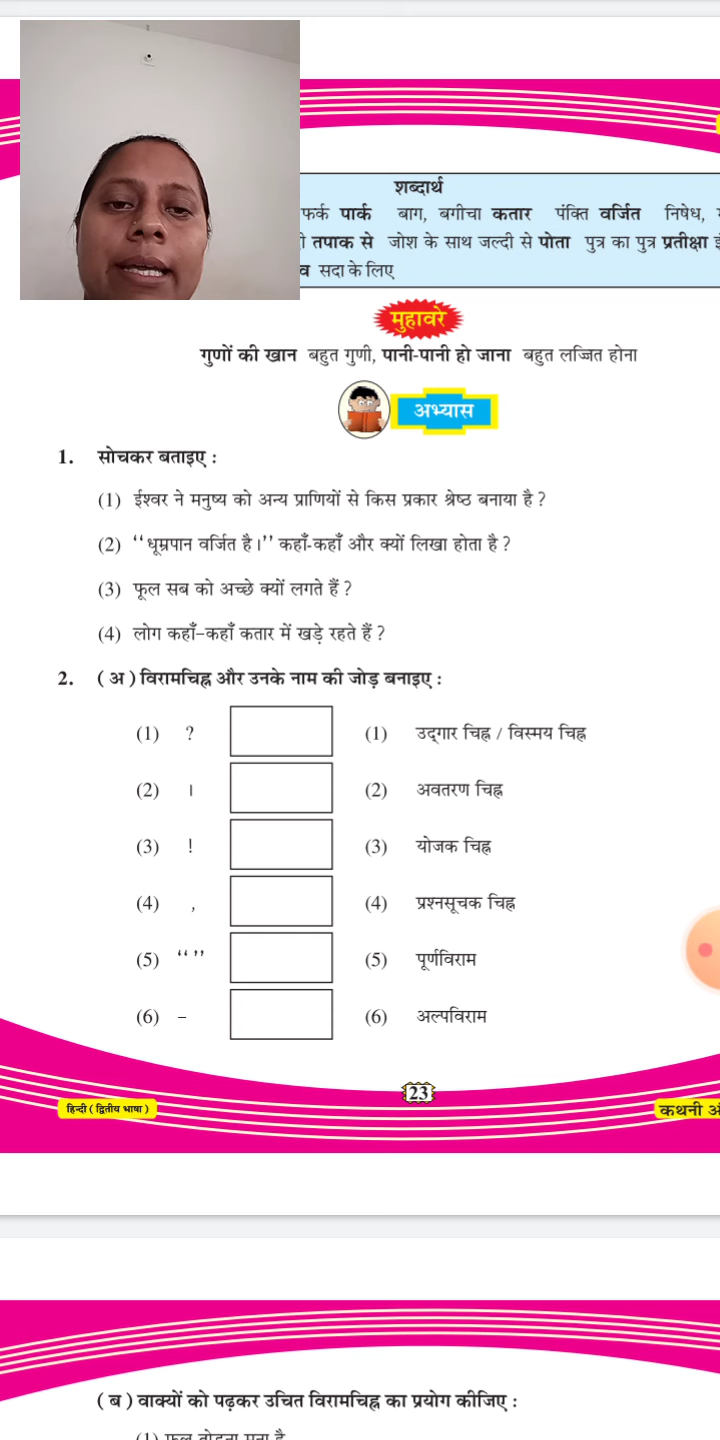 शब्दार्थ
फर्क पार्क बाग, बगीचा कतार पंक्ति वर्जित निषेध,
तपाक से जोश के साथ जल्दी से पोता पुत्र का पुत्र प्रतीक्षा
सदा के लिए
मुहावरे
गुणों की खान बहुत गुणी, पानी-पानी हो जाना बहुत लज्जित होना
अभ्यास
1. सोचकर बताइए :
(1) ईश्वर ने मनुष्य को अन्य प्राणियों से किस प्रकार श्रेष्ठ बनाया है ?
(2) ‘‘धूम्रपान वर्जित है।’’ कहाँ-कहाँ और क्यों लिखा होता है ?
(3) फूल सब को अच्छे क्यों लगते हैं ?
(4) लोग कहाँ-कहाँ कतार में खड़े रहते हैं ?
2. ( अ ) विरामचिह्न और उनके नाम की जोड़ बनाइए :
(1) ? (1) उद्‌गार चिह्न / विस्मय चिह्न
(2) । (2) अवतरण चिह्न
(3) ! (3) योजक चिह्न
(4) , (4) प्रश्नसूचक चिह्न
(5) ‘‘ ’’ (5) पूर्णविराम
(6) – (6) अल्पविराम
23
हिन्दी ( द्वितीय भाषा )
कथनी
( ब ) वाक्यों को पढ़कर उचित विरामचिह्न का प्रयोग कीजिए :